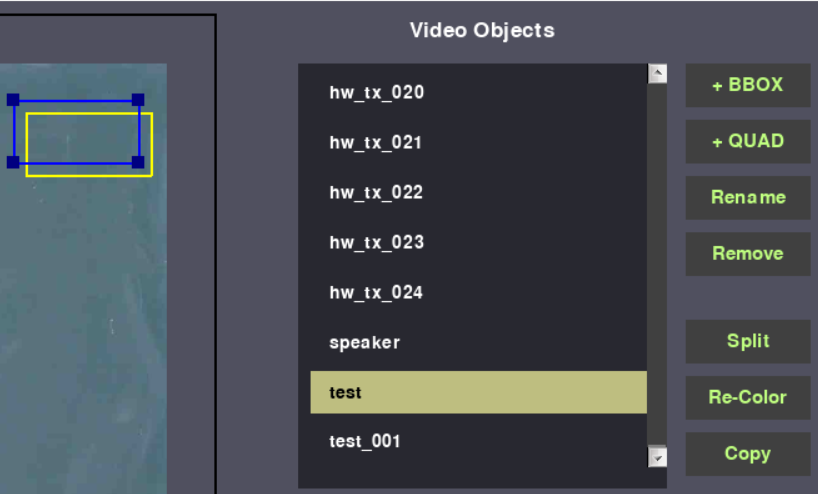 Video Objects
hw_tx_020
hw_tx_021
hw_tx_022
hw_tx_023
hw_tx_024
speaker
test
test_001
+ BBOX
+ QUAD
Rename
Remove
Split
Re-Color
Copy